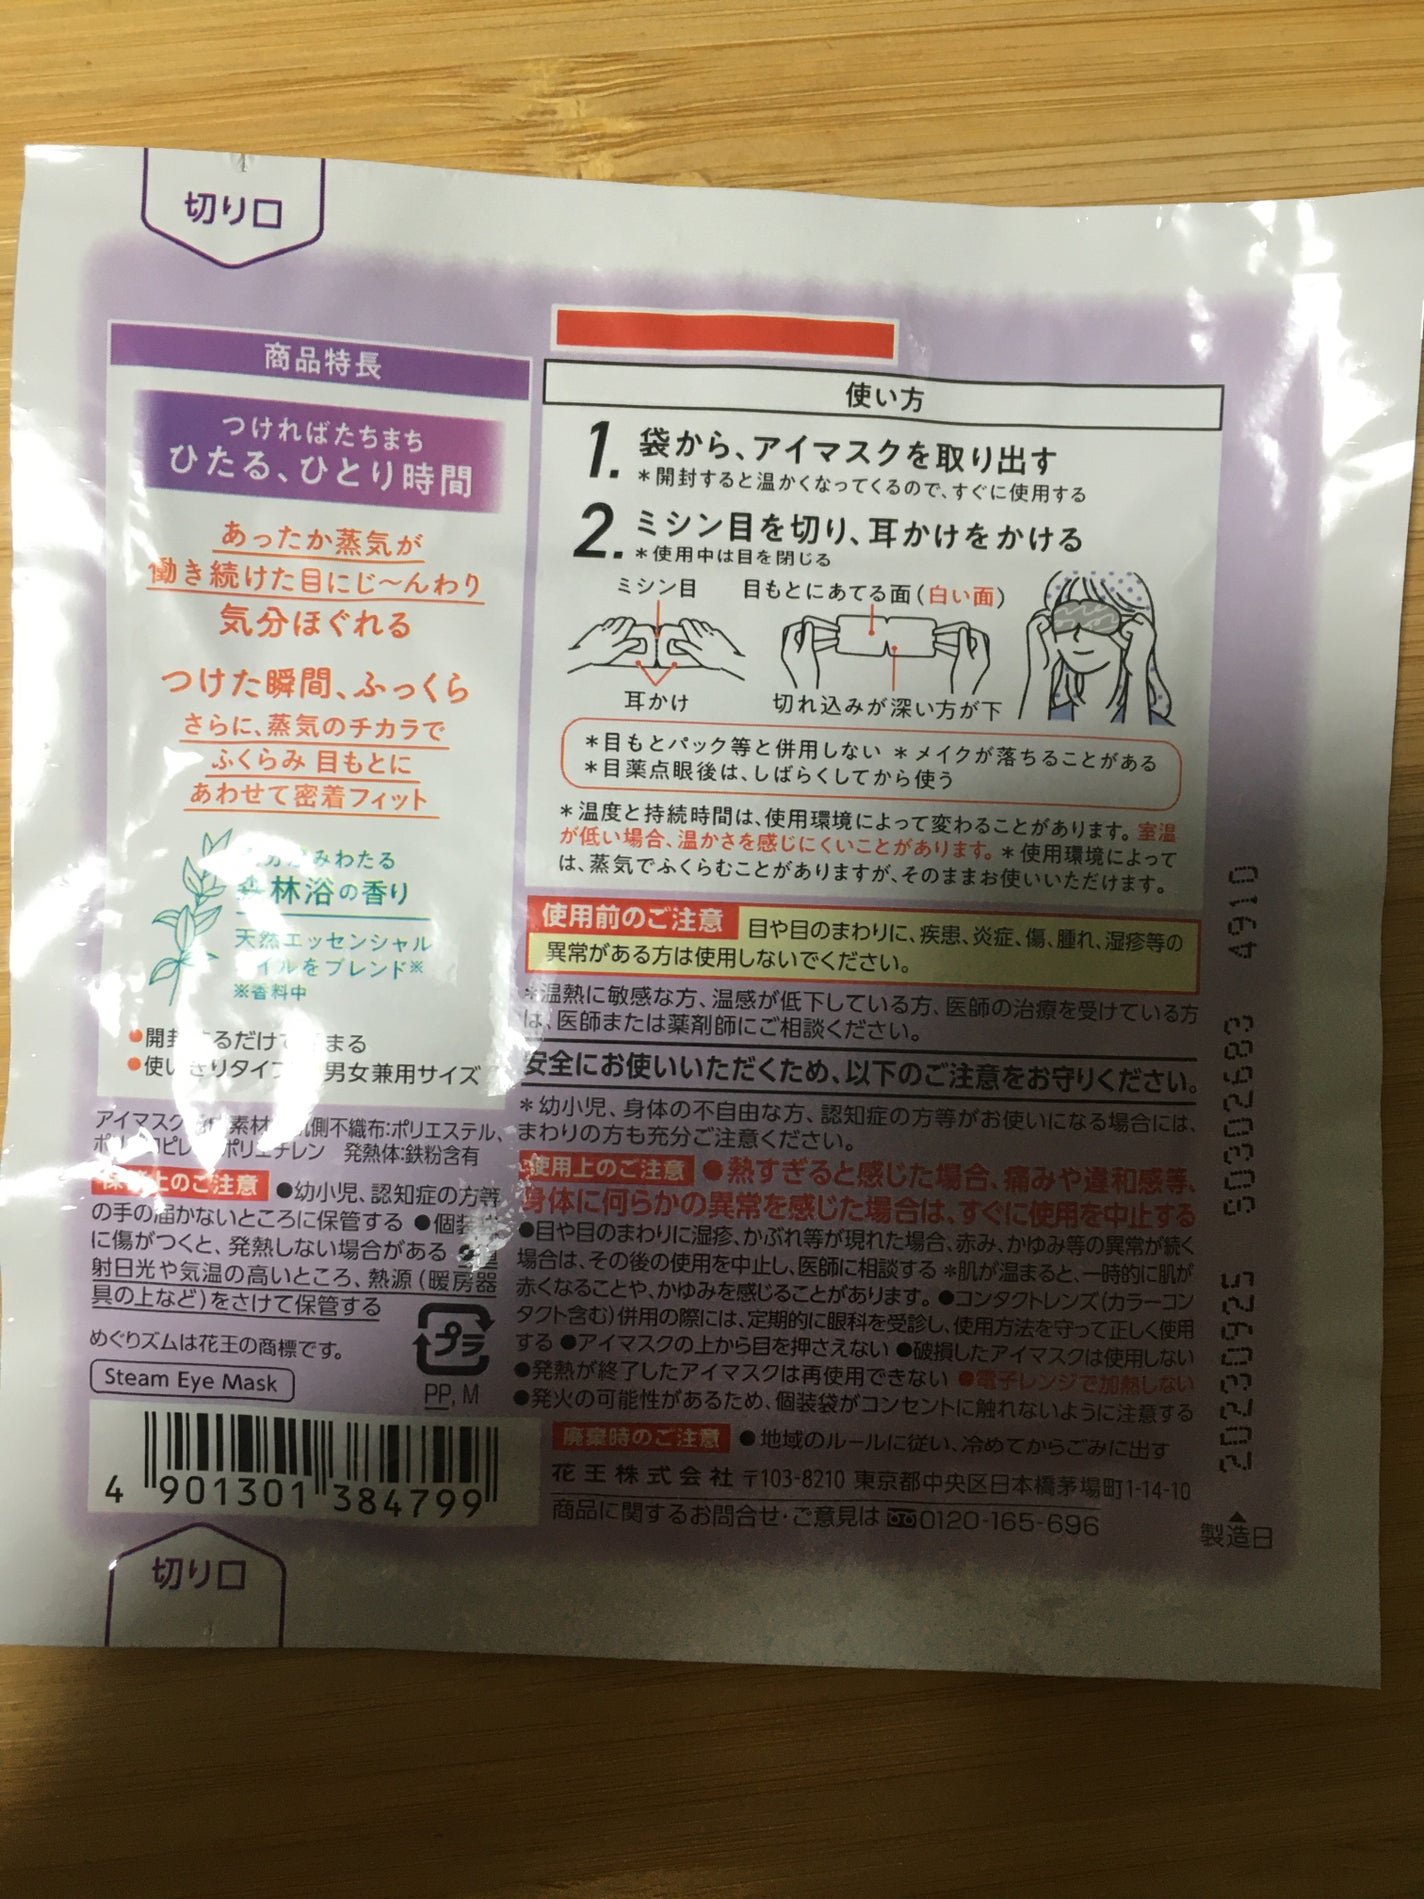 切り口
商品特長
つければたちまち
ひたる、ひとり時間
あったか蒸気が
働き続けた目にじ〜んわり
気分ほぐれる
つけた瞬間、ふっくら
さらに、蒸気のチカラで
ふくらみ 目もとに
あわせて密着フィット
みわたる
林浴の香り
天然エッセンシャル
イルをブレンド※
※香料中
●開封するだけで まる
●使いきりタイプ 男女兼用サイズ
アイマスク 素材 側不織布:ポリエステル、
ポリ ピレ ポリエチレン 発熱体:鉄粉含有
保管上のご注意 ●幼小児、認知症の方等
の手の届かないところに保管する ●個装
に傷がつくと、発熱しない場合がある ●直
射日光や気温の高いところ、熱源(暖房器
具の上など)をさけて保管する
めぐりズムは花王の商標です。
プラ
Steam Eye Mask
PP, M
4 901301 384799
切り口
使い方
1. 袋から、アイマスクを取り出す
＊開封すると温かくなってくるので、すぐに使用する
2. ミシン目を切り、耳かけをかける
＊使用中は目を閉じる
ミシン目 目もとにあてる面(白い面)
耳かけ 切れ込みが深い方が下
＊目もとパック等と併用しない ＊メイクが落ちることがある
＊目薬点眼後は、しばらくしてから使う
＊温度と持続時間は、使用環境によって変わることがあります。室温
が低い場合、温かさを感じにくいことがあります。＊使用環境によって
は、蒸気でふくらむことがありますが、そのままお使いいただけます。
使用前のご注意 目や目のまわりに、疾患、炎症、傷、腫れ、湿疹等の
異常がある方は使用しないでください。
＊温熱に敏感な方、温感が低下している方、医師の治療を受けている方
は、医師または薬剤師にご相談ください。
安全にお使いいただくため、以下のご注意をお守りください。
＊幼小児、身体の不自由な方、認知症の方等がお使いになる場合には、
まわりの方も充分ご注意ください。
使用上のご注意 ●熱すぎると感じた場合、痛みや違和感等、
身体に何らかの異常を感じた場合は、すぐに使用を中止する
●目や目のまわりに湿疹、かぶれ等が現れた場合、赤み、かゆみ等の異常が続く
場合は、その後の使用を中止し、医師に相談する ＊肌が温まると、一時的に肌が
赤くなることや、かゆみを感じることがあります。●コンタクトレンズ(カラーコン
タクト含む)併用の際には、定期的に眼科を受診し、使用方法を守って正しく使用
する ●アイマスクの上から目を押さえない ●破損したアイマスクは使用しない
●発熱が終了したアイマスクは再使用できない ●電子レンジで加熱しない
●発火の可能性があるため、個装袋がコンセントに触れないように注意する
廃棄時のご注意 ●地域のルールに従い、冷めてからごみに出す
花王株式会社 〒103-8210 東京都中央区日本橋茅場町1-14-10
商品に関するお問合せ・ご意見は 0120-165-696
20230925 S0302683 4910
▲
製造日